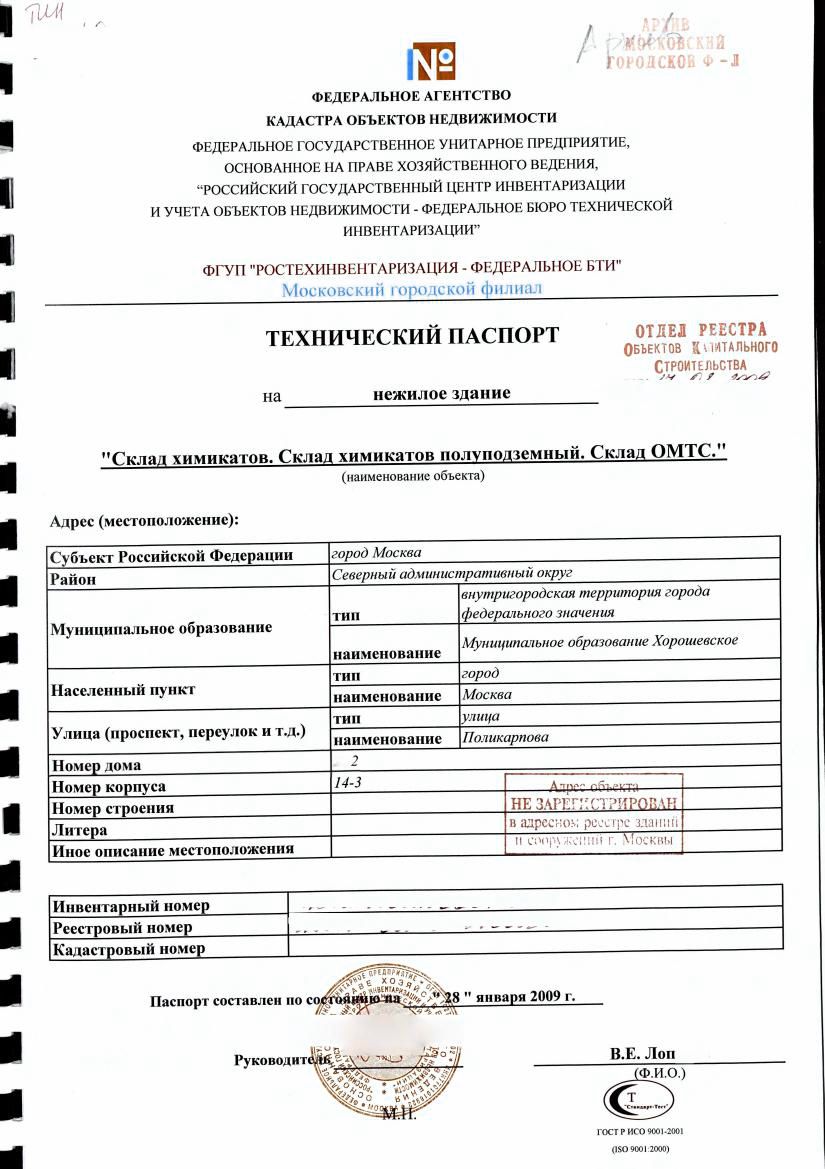 ТИН
Архив
АРХИВ
МОСКОВСКИЙ
ГОРОДСКОЙ Ф-Л
№
ФЕДЕРАЛЬНОЕ АГЕНТСТВО
КАДАСТРА ОБЪЕКТОВ НЕДВИЖИМОСТИ
ФЕДЕРАЛЬНОЕ ГОСУДАРСТВЕННОЕ УНИТАРНОЕ ПРЕДПРИЯТИЕ,
ОСНОВАННОЕ НА ПРАВЕ ХОЗЯЙСТВЕННОГО ВЕДЕНИЯ,
“РОССИЙСКИЙ ГОСУДАРСТВЕННЫЙ ЦЕНТР ИНВЕНТАРИЗАЦИИ
И УЧЕТА ОБЪЕКТОВ НЕДВИЖИМОСТИ - ФЕДЕРАЛЬНОЕ БЮРО ТЕХНИЧЕСКОЙ
ИНВЕНТАРИЗАЦИИ”
ФГУП "РОСТЕХИНВЕНТАРИЗАЦИЯ - ФЕДЕРАЛЬНОЕ БТИ"
Московский городской филиал
ТЕХНИЧЕСКИЙ ПАСПОРТ
ОТДЕЛ РЕЕСТРА
ОБЪЕКТОВ КАПИТАЛЬНОГО
СТРОИТЕЛЬСТВА
на нежилое здание
"Склад химикатов. Склад химикатов полуподземный. Склад ОМТС."
(наименование объекта)
Адрес (местоположение):
Субъект Российской Федерации город Москва
Район Северный административный округ
Муниципальное образование тип внутригородская территория города федерального значения
наименование Муниципальное образование Хорошевское
Населенный пункт тип город
наименование Москва
Улица (проспект, переулок и т.д.) тип улица
наименование Поликарпова
Номер дома 2
Номер корпуса 14-3
Номер строения
Литера
Иное описание местоположения
Адрес объекта
НЕ ЗАРЕГИСТРИРОВАН
в адресном реестре зданий
и сооружений г. Москвы
Инвентарный номер
Реестровый номер
Кадастровый номер
Паспорт составлен по состоянию на " 28 " января 2009 г.
Руководитель В.Е. Лоп
(Ф.И.О.)
М.П.
Т
"Стандарт-Тест"
ГОСТ Р ИСО 9001-2001
(ISO 9001:2000)